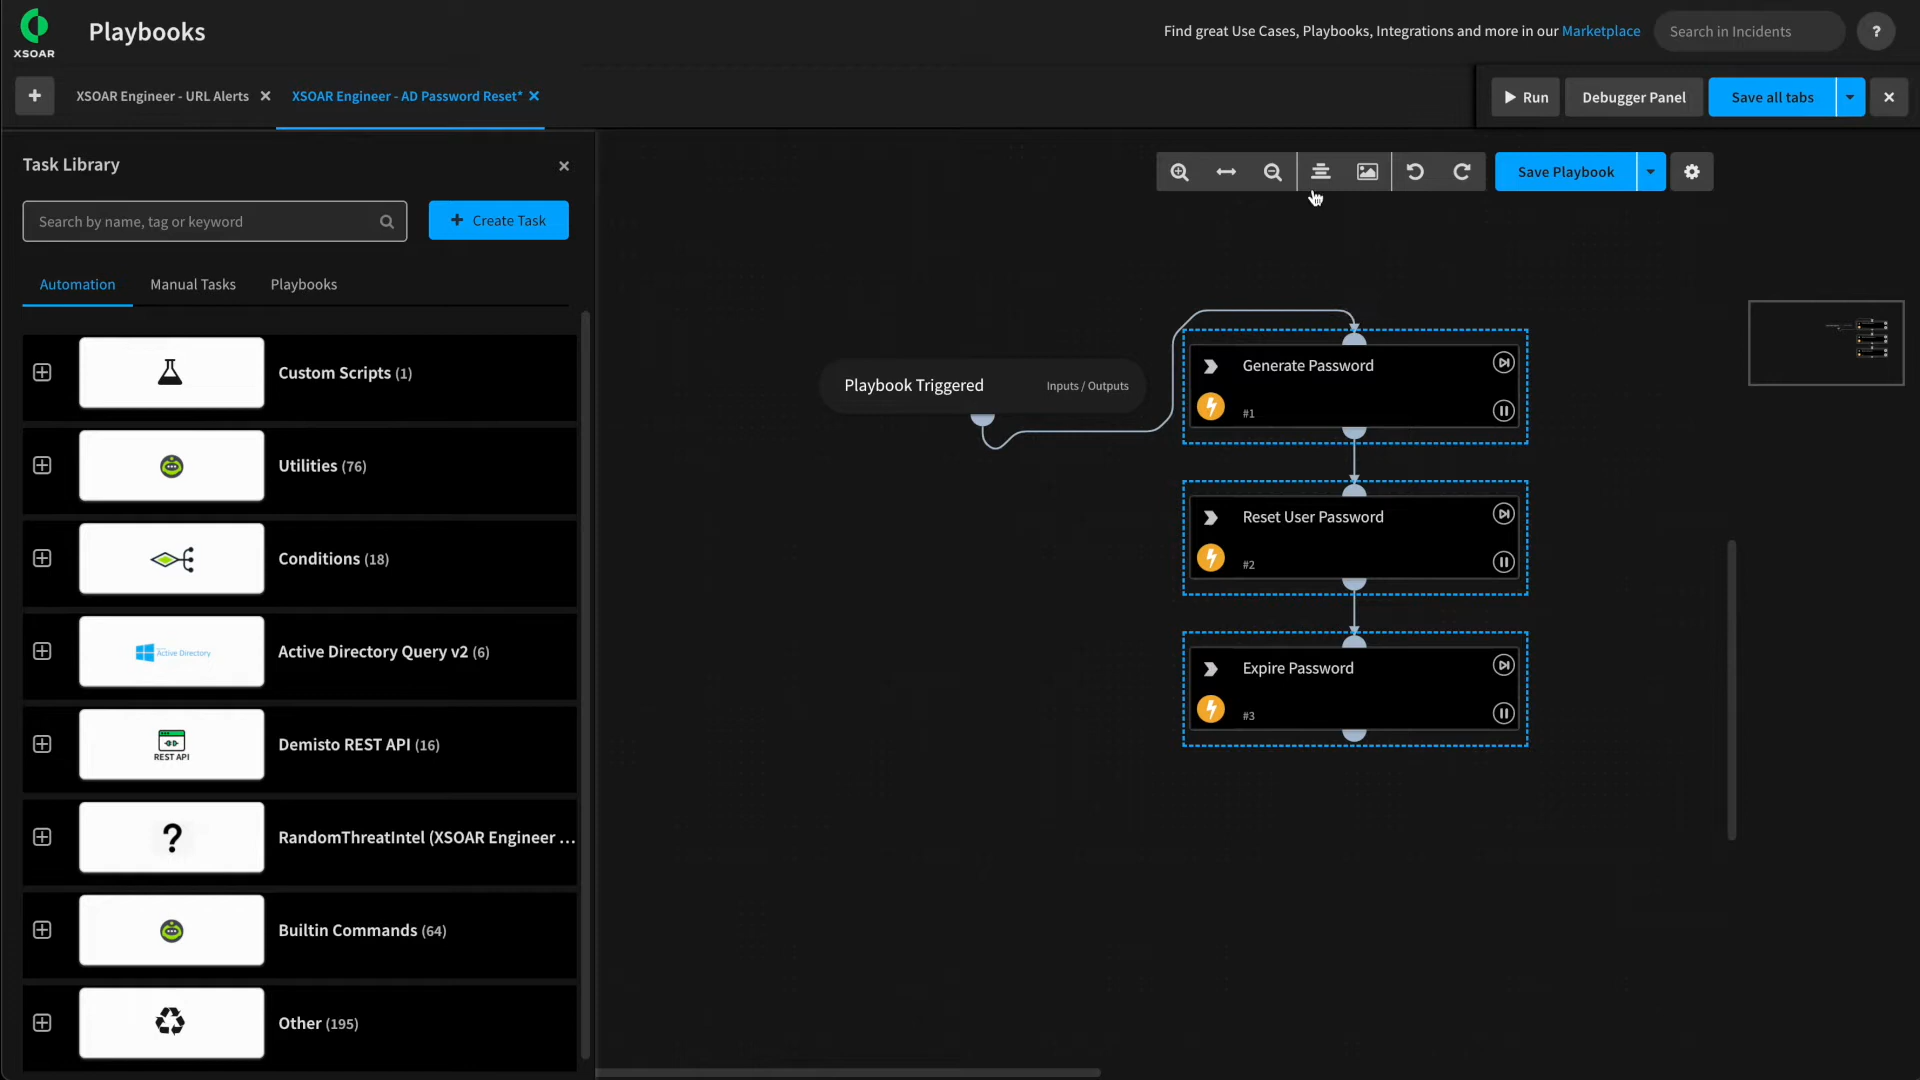 XSOAR
Playbooks
Find great Use Cases, Playbooks, Integrations and more in our Marketplace
Search in Incidents
?
+
XSOAR Engineer - URL Alerts
XSOAR Engineer - AD Password Reset*
Run
Debugger Panel
Save all tabs
Task Library
Search by name, tag or keyword
+ Create Task
Automation
Manual Tasks
Playbooks
Custom Scripts (1)
Utilities (76)
Conditions (18)
Active Directory
Active Directory Query v2 (6)
REST API
Demisto REST API (16)
?
RandomThreatIntel (XSOAR Engineer ...
Builtin Commands (64)
Other (195)
Save Playbook
Playbook Triggered
Inputs / Outputs
Generate Password
#1
Reset User Password
#2
Expire Password
#3